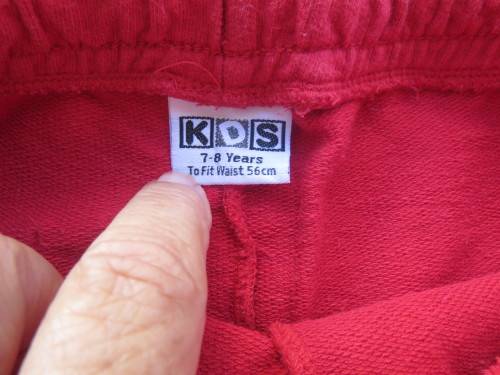 KDS
7-8 Years
To Fit Waist 56cm